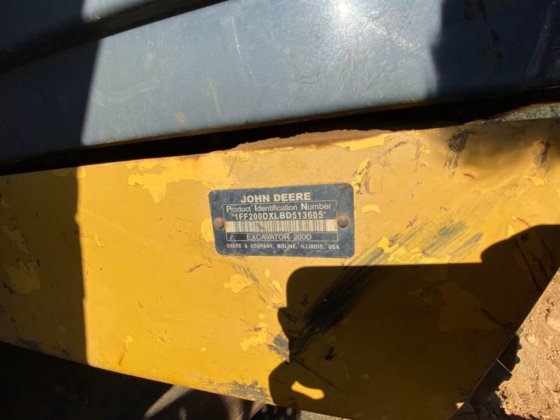 JOHN DEERE
Product Identification Number
*1FF200DXLBD513605*
EXCAVATOR 200D
DEERE & COMPANY, MOLINE, ILLINOIS, USA